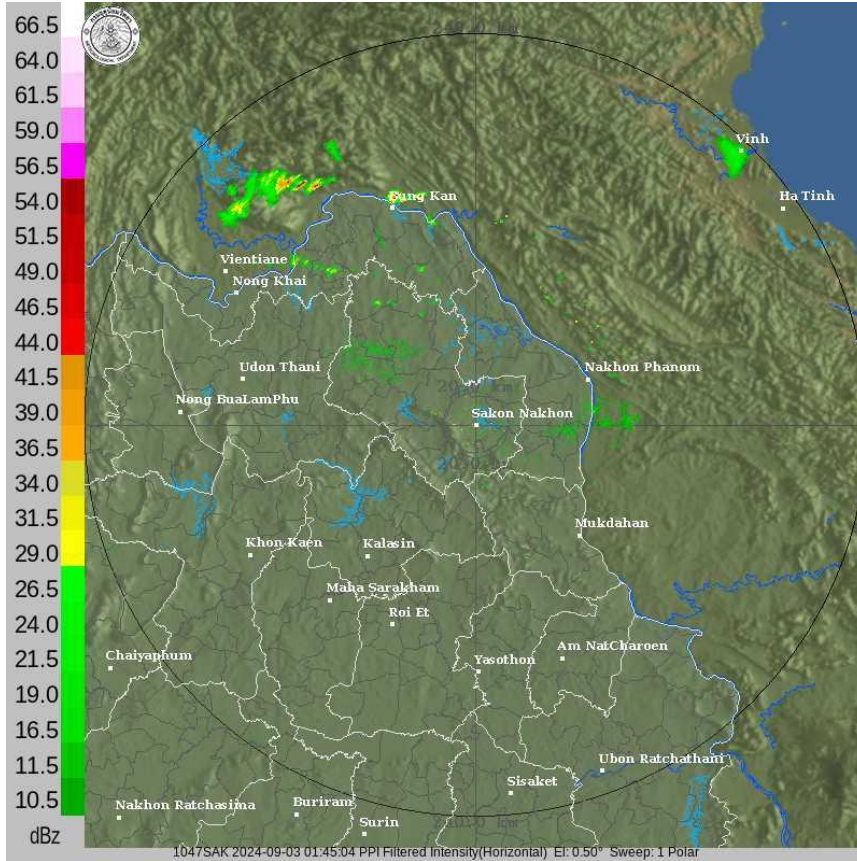 66.5
64.0
61.5
59.0
56.5
54.0
51.5
49.0
46.5
44.0
41.5
39.0
36.5
34.0
31.5
29.0
26.5
24.0
21.5
19.0
16.5
11.5
10.5
dBz
Vinh
Ha Tinh
Bung Kan
Vientiane
Nong Khai
Udon Thani
Nakhon Phanom
Nong BuaLamPhu
Sakon Nakhon
Mukdahan
Khon Kaen
Kalasin
Maha Sarakham
Roi Et
Am NatCharoen
Chaiyaphum
Yasothon
Ubon Ratchathani
Sisaket
Nakhon Ratchasima
Buriram
Surin
1047SAK 2024-09-03 01:45:04 PPI Filtered Intensity(Horizontal) El: 0.50° Sweep: 1 Polar